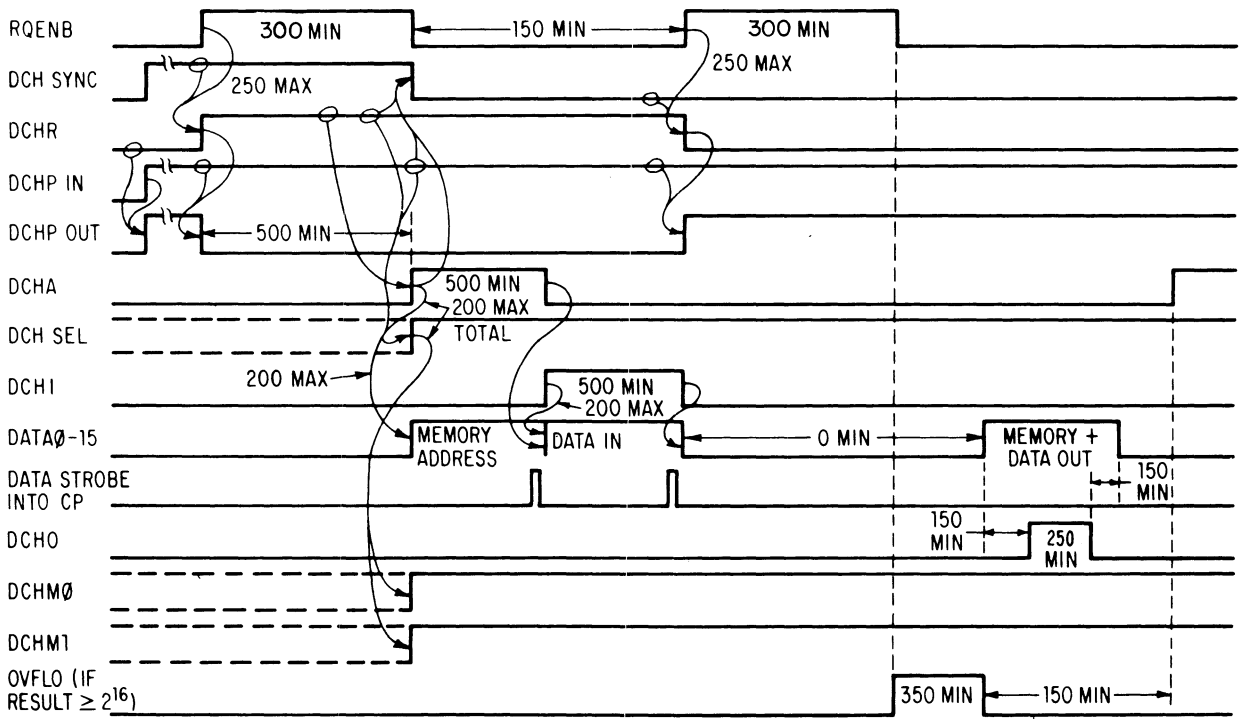 RQENB
300 MIN
150 MIN
300 MIN
DCH SYNC
250 MAX
250 MAX
DCHR
DCHP IN
DCHP OUT
500 MIN
DCHA
500 MIN
200 MAX
TOTAL
DCH SEL
200 MAX
DCHI
500 MIN
200 MAX
DATAØ-15
MEMORY
ADDRESS
DATA IN
0 MIN
MEMORY +
DATA OUT
150
MIN
DATA STROBE
INTO CP
DCHO
150
MIN
250
MIN
DCHMØ
DCHM1
OVFLO (IF
RESULT ≥ 2¹⁶)
350 MIN
150 MIN